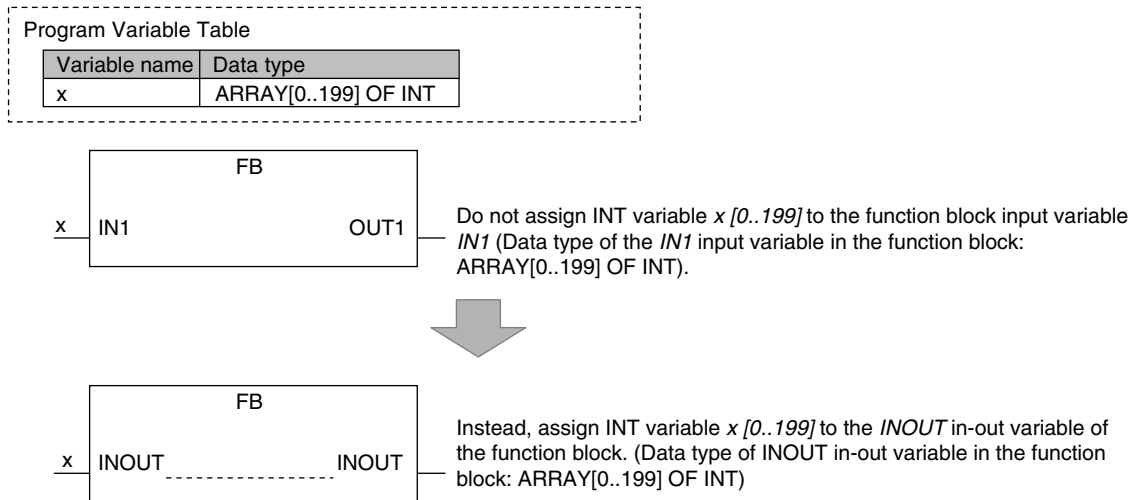 Program Variable Table
Variable name Data type
x ARRAY[0..199] OF INT
FB
x IN1 OUT1
Do not assign INT variable x [0..199] to the function block input variable
IN1 (Data type of the IN1 input variable in the function block:
ARRAY[0..199] OF INT).
FB
x INOUT INOUT
Instead, assign INT variable x [0..199] to the INOUT in-out variable of
the function block. (Data type of INOUT in-out variable in the function
block: ARRAY[0..199] OF INT)